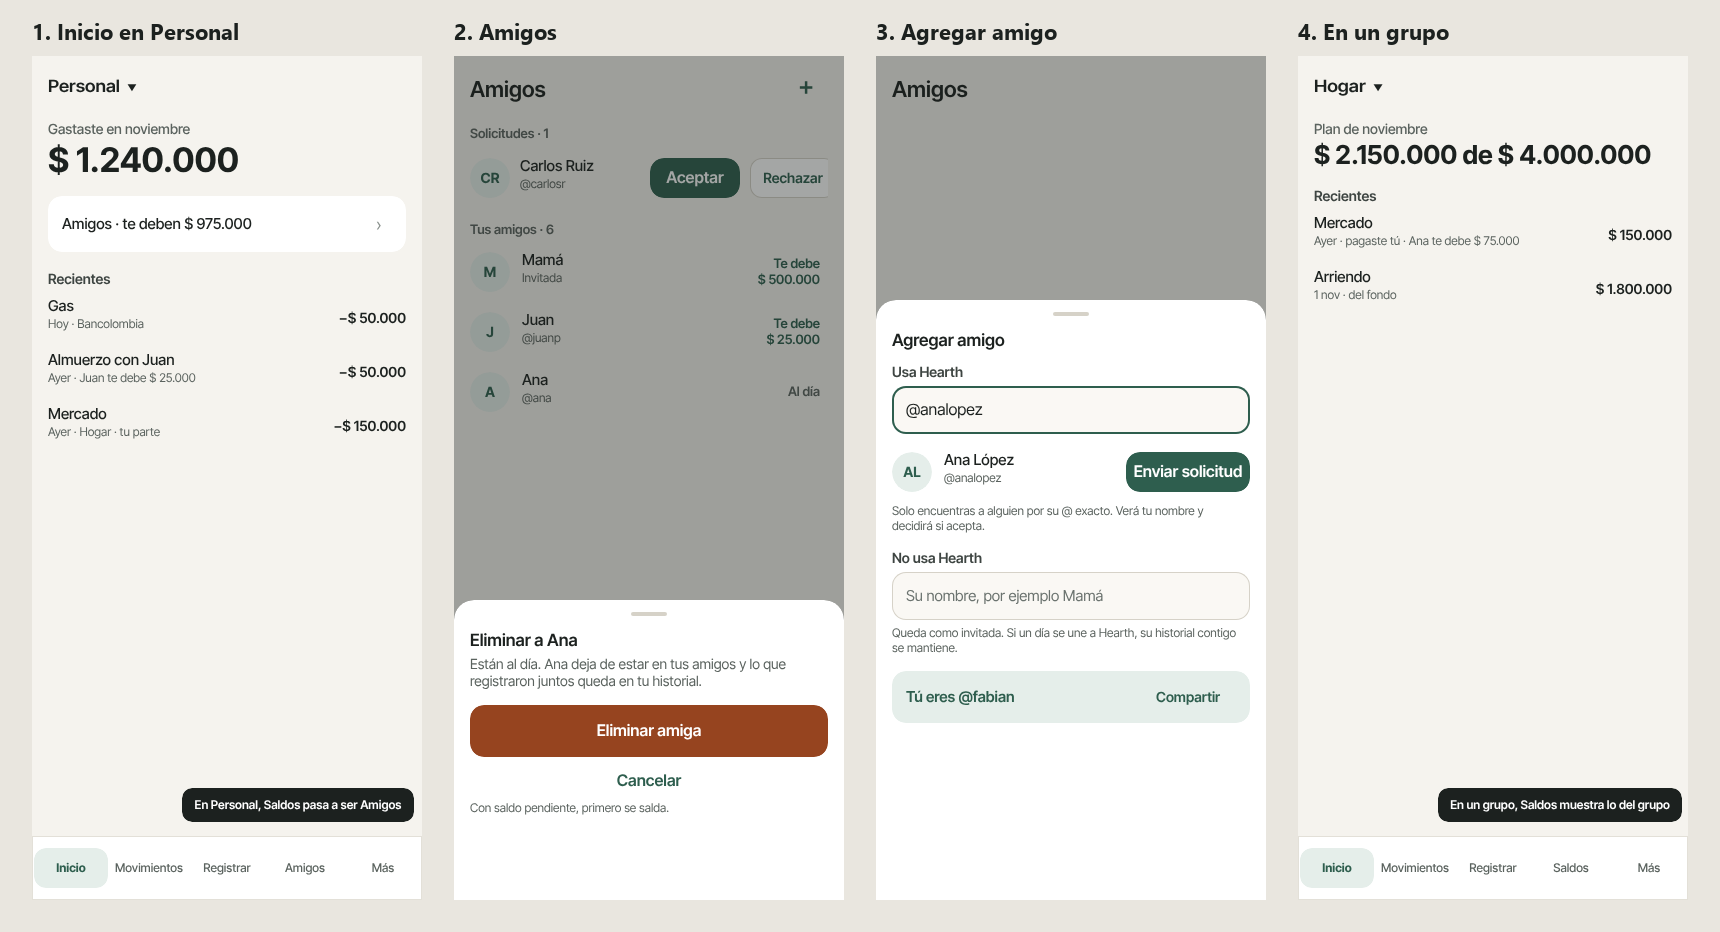 1. Inicio en Personal
Personal ▼
Gastaste en noviembre
$ 1.240.000
Amigos · te deben $ 975.000 ›
Recientes
Gas
Hoy · Bancolombia
−$ 50.000
Almuerzo con Juan
Ayer · Juan te debe $ 25.000
−$ 50.000
Mercado
Ayer · Hogar · tu parte
−$ 150.000
En Personal, Saldos pasa a ser Amigos
Inicio Movimientos Registrar Amigos Más
2. Amigos
Amigos +
Solicitudes · 1
CR
Carlos Ruiz
@carlosr
Aceptar
Rechazar
Tus amigos · 6
M
Mamá
Invitada
Te debe
$ 500.000
J
Juan
@juanp
Te debe
$ 25.000
A
Ana
@ana
Al día
Eliminar a Ana
Están al día. Ana deja de estar en tus amigos y lo que
registraron juntos queda en tu historial.
Eliminar amiga
Cancelar
Con saldo pendiente, primero se salda.
3. Agregar amigo
Amigos
Agregar amigo
Usa Hearth
@analopez
AL
Ana López
@analopez
Enviar solicitud
Solo encuentras a alguien por su @ exacto. Verá tu nombre y
decidirá si acepta.
No usa Hearth
Su nombre, por ejemplo Mamá
Queda como invitada. Si un día se une a Hearth, su historial contigo
se mantiene.
Tú eres @fabian Compartir
4. En un grupo
Hogar ▼
Plan de noviembre
$ 2.150.000 de $ 4.000.000
Recientes
Mercado
Ayer · pagaste tú · Ana te debe $ 75.000
$ 150.000
Arriendo
1 nov · del fondo
$ 1.800.000
En un grupo, Saldos muestra lo del grupo
Inicio Movimientos Registrar Saldos Más